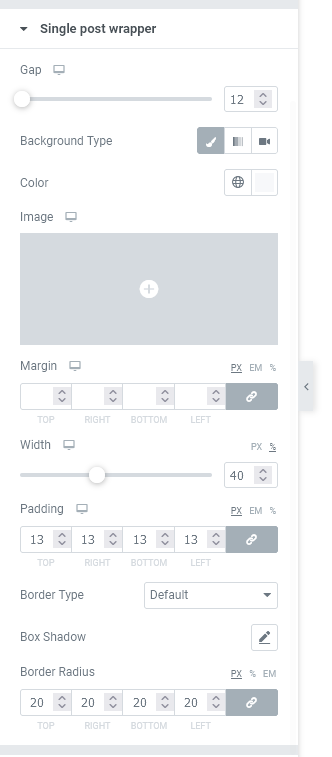 Single post wrapper
Gap
12
Background Type
Color
Image
Margin PX EM %
TOP RIGHT BOTTOM LEFT
Width PX %
40
Padding PX EM %
13 13 13 13
TOP RIGHT BOTTOM LEFT
Border Type Default
Box Shadow
Border Radius PX % EM
20 20 20 20
TOP RIGHT BOTTOM LEFT